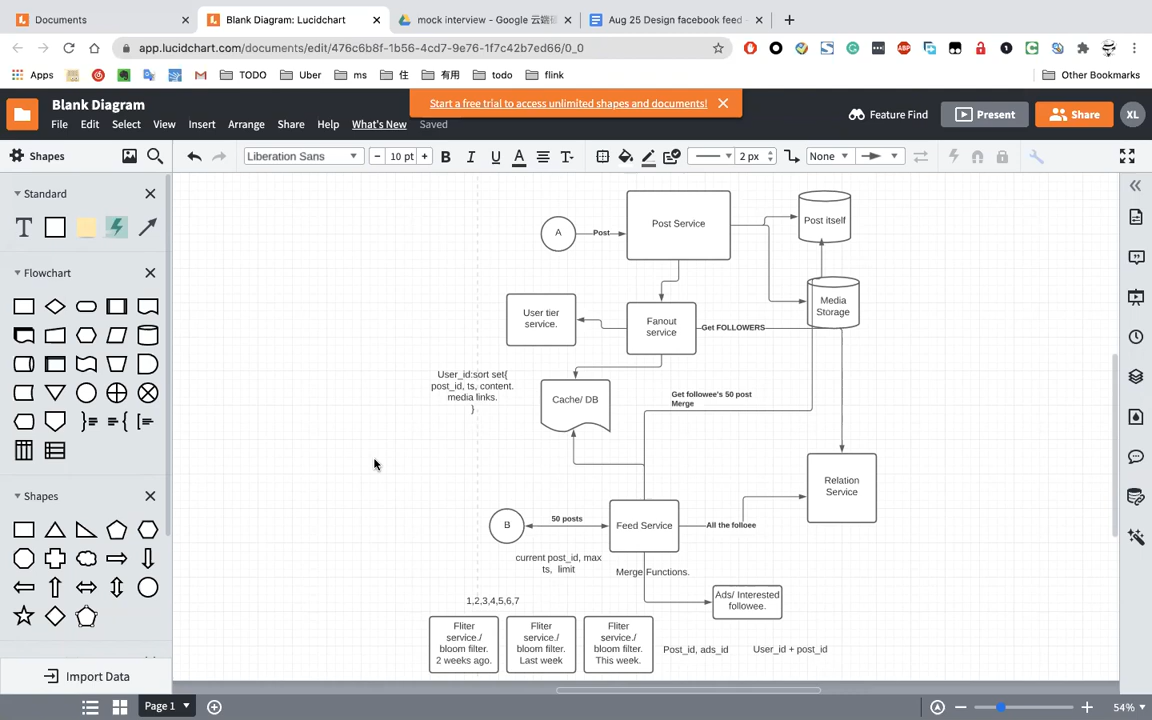 Documents
Blank Diagram: Lucidchart
mock interview - Google 云端
Aug 25 Design facebook feed -
app.lucidchart.com/documents/edit/476c6b8f-1b56-4cd7-9e76-1f7c42b7ed66/0_0
Apps
TODO
Uber
ms
住
有用
todo
flink
Other Bookmarks
Blank Diagram
Start a free trial to access unlimited shapes and documents!
Feature Find
Present
Share
XL
File
Edit
Select
View
Insert
Arrange
Share
Help
What's New
Saved
Shapes
Liberation Sans
10 pt
B
I
U
A
2 px
None
Standard
T
Flowchart
Shapes
Import Data
A
Post
Post Service
Post itself
Media
Storage
User tier
service.
Fanout
service
Get FOLLOWERS
User_id:sort set{
post_id, ts, content.
media links.
}
Cache/ DB
Get followee's 50 post
Merge
Relation
Service
B
50 posts
Feed Service
All the folloee
current post_id, max
ts, limit
Merge Functions.
Ads/ Interested
followee.
1,2,3,4,5,6,7
Fliter
service./
bloom filter.
2 weeks ago.
Fliter
service./
bloom filter.
Last week
Fliter
service./
bloom filter.
This week.
Post_id, ads_id
User_id + post_id
Page 1
54%